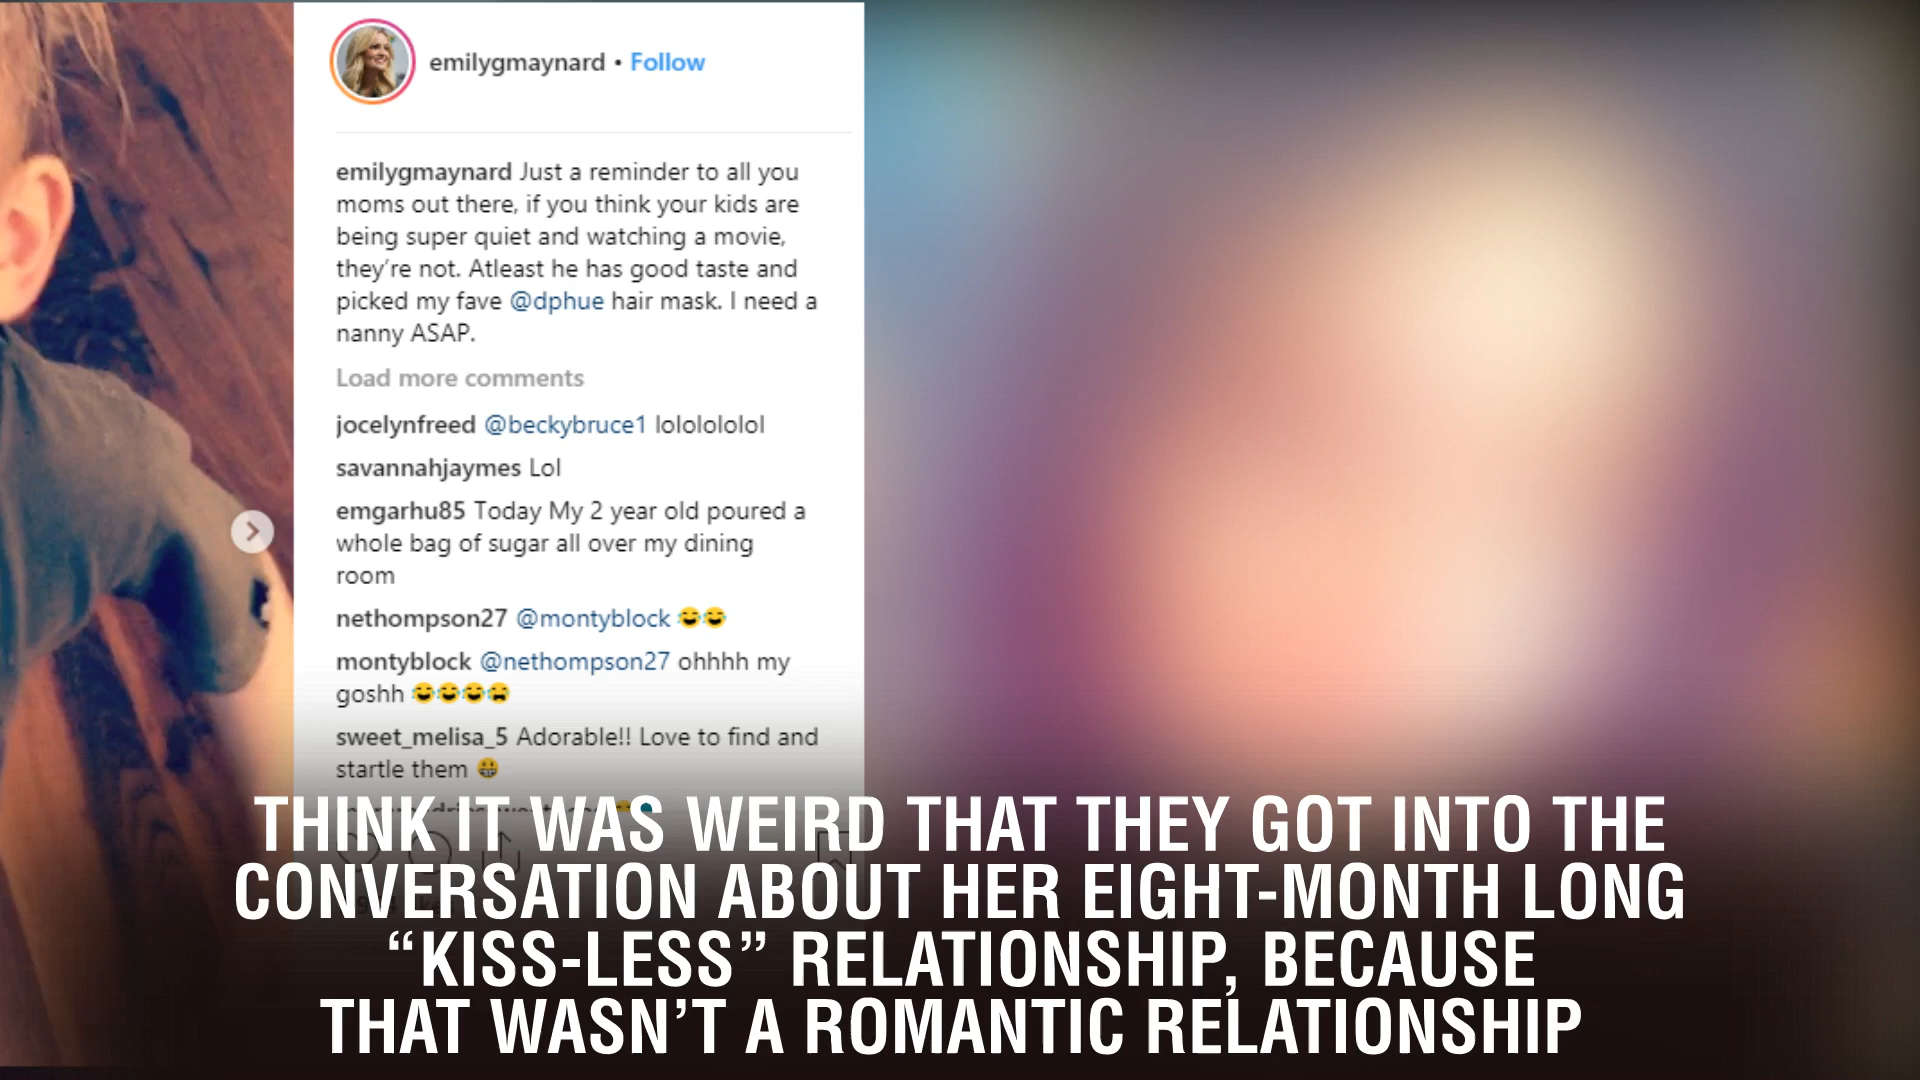 emilygmaynard • Follow
emilygmaynard Just a reminder to all you
moms out there, if you think your kids are
being super quiet and watching a movie,
they're not. Atleast he has good taste and
picked my fave @dphue hair mask. I need a
nanny ASAP.
Load more comments
jocelynfreed @beckybruce1 lolololololol
savannahjaymes Lol
emgarhu85 Today My 2 year old poured a
whole bag of sugar all over my dining
room
nethompson27 @montyblock 😂😂
montyblock @nethompson27 ohhhh my
goshh 😂😂😂😭
sweet_melisa_5 Adorable!! Love to find and
startle them 😀
THINK IT WAS WEIRD THAT THEY GOT INTO THE
CONVERSATION ABOUT HER EIGHT-MONTH LONG
“KISS-LESS” RELATIONSHIP, BECAUSE
THAT WASN’T A ROMANTIC RELATIONSHIP